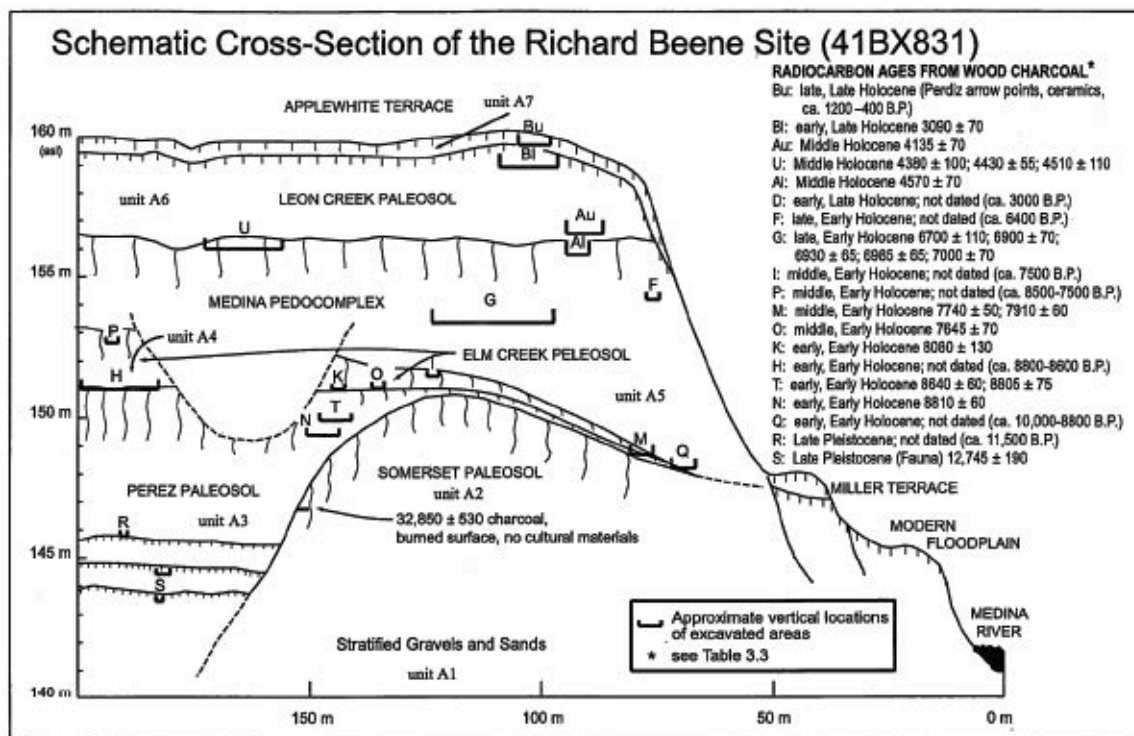 Schematic Cross-Section of the Richard Beene Site (41BX831)
RADIOCARBON AGES FROM WOOD CHARCOAL*
Bu: late, Late Holocene (Perdiz arrow points, ceramics,
ca. 1200–400 B.P.)
Bl: early, Late Holocene 3090 ± 70
Au: Middle Holocene 4135 ± 70
U: Middle Holocene 4380 ± 100; 4430 ± 55; 4510 ± 110
Al: Middle Holocene 4570 ± 70
D: early, Late Holocene; not dated (ca. 3000 B.P.)
F: late, Early Holocene; not dated (ca. 6400 B.P.)
G: late, Early Holocene 6700 ± 110; 6900 ± 70;
6930 ± 65; 6985 ± 65; 7000 ± 70
I: middle, Early Holocene; not dated (ca. 7500 B.P.)
P: middle, Early Holocene; not dated (ca. 8500-7500 B.P.)
M: middle, Early Holocene 7740 ± 50; 7910 ± 60
O: middle, Early Holocene 7645 ± 70
K: early, Early Holocene 8080 ± 130
H: early, Early Holocene; not dated (ca. 8800-8600 B.P.)
T: early, Early Holocene 8640 ± 60; 8805 ± 75
N: early, Early Holocene 8810 ± 60
Q: early, Early Holocene; not dated (ca. 10,000-8800 B.P.)
R: Late Pleistocene; not dated (ca. 11,500 B.P.)
S: Late Pleistocene (Fauna) 12,745 ± 190
APPLEWHITE TERRACE
unit A7
160 m
(asl)
Bu
Bl
unit A6
LEON CREEK PALEOSOL
U
Au
Al
155 m
F
MEDINA PEDOCOMPLEX
G
P
unit A4
ELM CREEK PELEOSOL
H
K
O
unit A5
150 m
T
N
M
Q
PEREZ PALEOSOL
SOMERSET PALEOSOL
unit A2
unit A3
32,850 ± 530 charcoal,
burned surface, no cultural materials
R
MILLER TERRACE
MODERN
FLOODPLAIN
145 m
S
MEDINA
RIVER
Approximate vertical locations
of excavated areas
* see Table 3.3
Stratified Gravels and Sands
unit A1
140 m
150 m
100 m
50 m
0 m